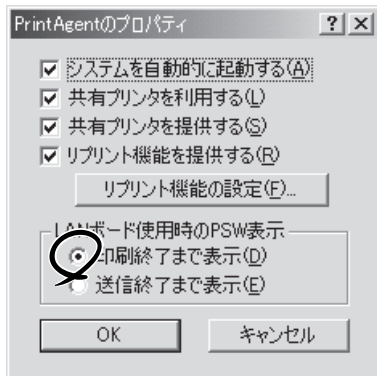 PrintAgentのプロパティ
システムを自動的に起動する(A)
共有プリンタを利用する(L)
共有プリンタを提供する(S)
リプリント機能を提供する(R)
リプリント機能の設定(F)...
LANボード使用時のPSW表示
印刷終了まで表示(D)
送信終了まで表示(E)
OK キャンセル